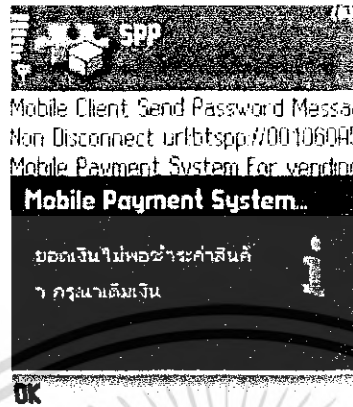 SPP
Mobile Client Send Password Messa
Non Disconnect url:btspp://001060A
Mobile Payment System For vending
Mobile Payment System...
ยอดเงินไม่พอชำระค่าสินค้
า กรุณาเติมเงิน
OK